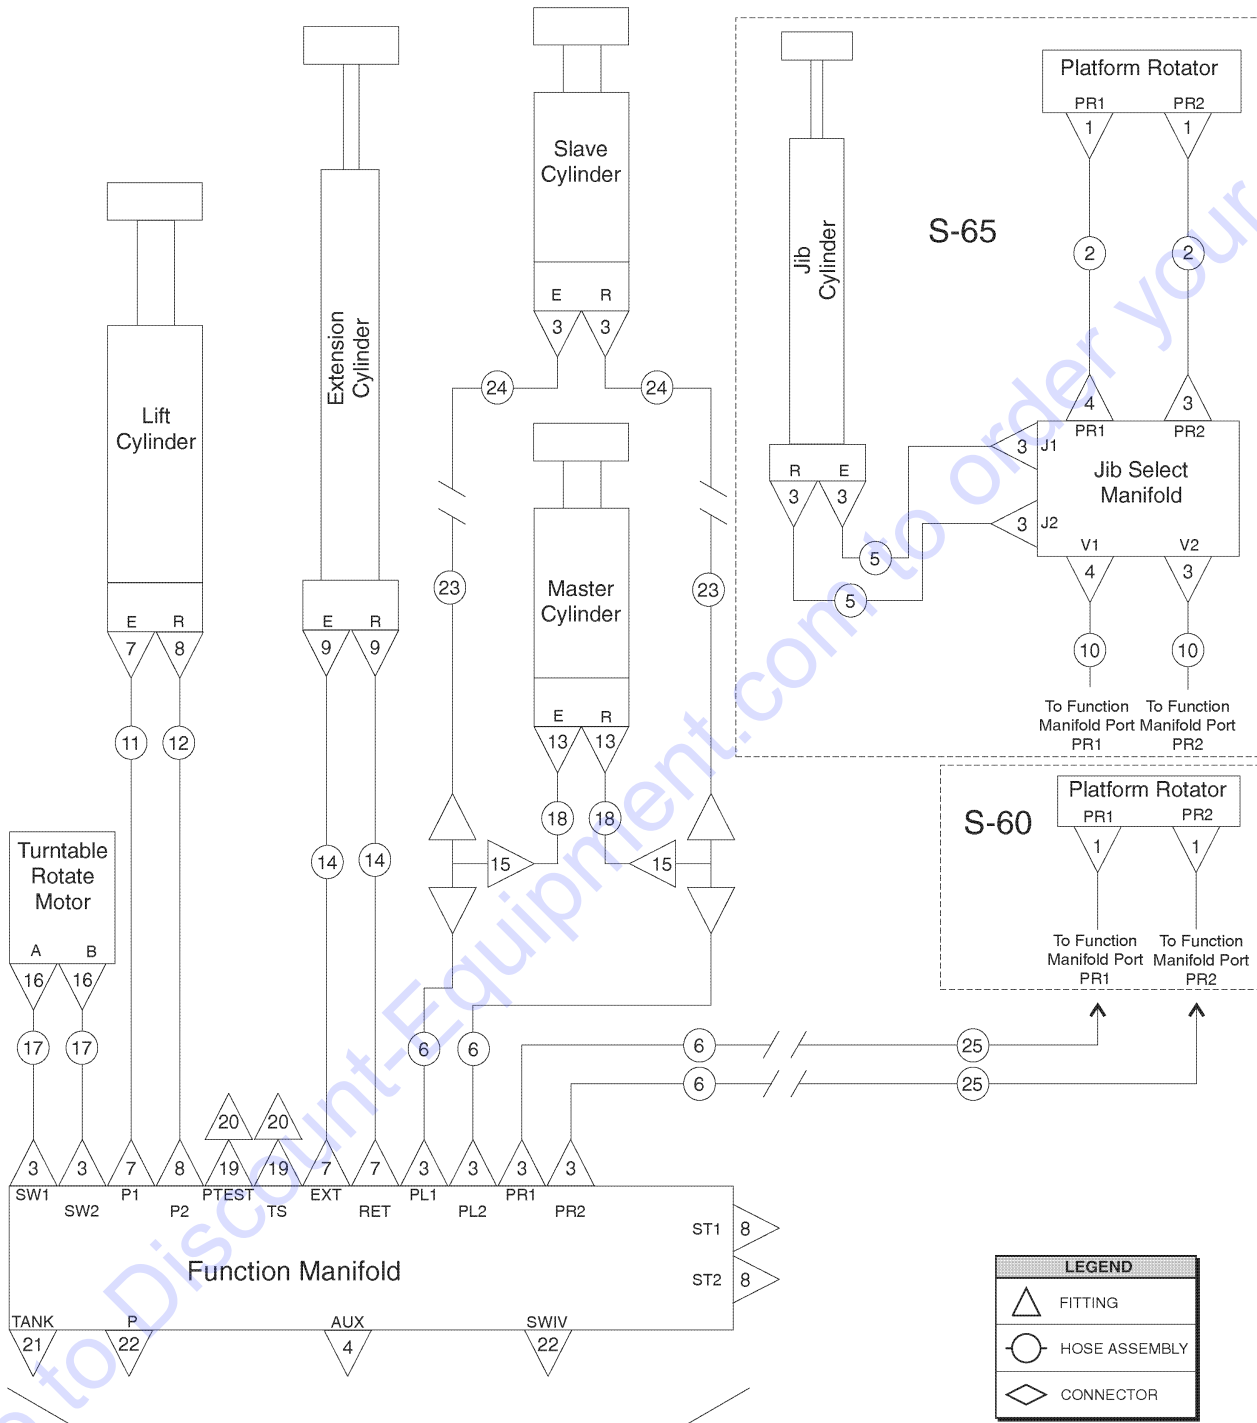 Slave
Cylinder
E R
3 3
24 24
23 23
Extension
Cylinder
E R
9 9
14 14
Lift
Cylinder
E R
7 8
11 12
Master
Cylinder
E R
13 13
18 18
15 15
Turntable
Rotate
Motor
A B
16 16
17 17
S-65
Jib
Cylinder
R E
3 3
5
5
Platform Rotator
PR1 PR2
1 1
2 2
4 3
PR1 PR2
3 J1
Jib Select
Manifold
3 J2
V1 V2
4 3
10 10
To Function To Function
Manifold Port Manifold Port
PR1 PR2
S-60
Platform Rotator
PR1 PR2
1 1
To Function To Function
Manifold Port Manifold Port
PR1 PR2
6 6
6 25
6 25
20 20
3 3 7 8 19 19 7 7 3 3 3 3
SW1 P1 PTEST EXT PL1 PR1
SW2 P2 TS RET PL2 PR2
ST1 8
Function Manifold
ST2 8
TANK P AUX SWIV
21 22 4 22
LEGEND
FITTING
HOSE ASSEMBLY
CONNECTOR
to Discount-Equipment.com to order your